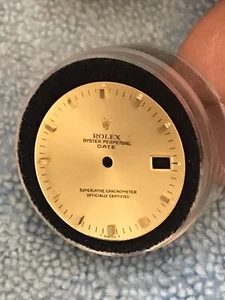 ROLEX
OYSTER PERPETUAL
DATE
SUPERLATIVE CHRONOMETER
OFFICIALLY CERTIFIED